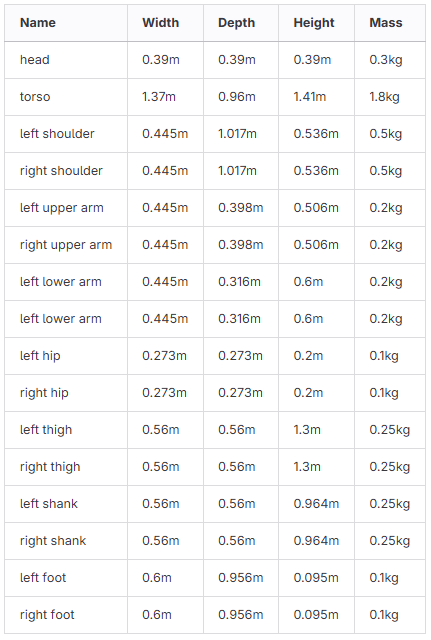 Name Width Depth Height Mass
head 0.39m 0.39m 0.39m 0.3kg
torso 1.37m 0.96m 1.41m 1.8kg
left shoulder 0.445m 1.017m 0.536m 0.5kg
right shoulder 0.445m 1.017m 0.536m 0.5kg
left upper arm 0.445m 0.398m 0.506m 0.2kg
right upper arm 0.445m 0.398m 0.506m 0.2kg
left lower arm 0.445m 0.316m 0.6m 0.2kg
left lower arm 0.445m 0.316m 0.6m 0.2kg
left hip 0.273m 0.273m 0.2m 0.1kg
right hip 0.273m 0.273m 0.2m 0.1kg
left thigh 0.56m 0.56m 1.3m 0.25kg
right thigh 0.56m 0.56m 1.3m 0.25kg
left shank 0.56m 0.56m 0.964m 0.25kg
right shank 0.56m 0.56m 0.964m 0.25kg
left foot 0.6m 0.956m 0.095m 0.1kg
right foot 0.6m 0.956m 0.095m 0.1kg